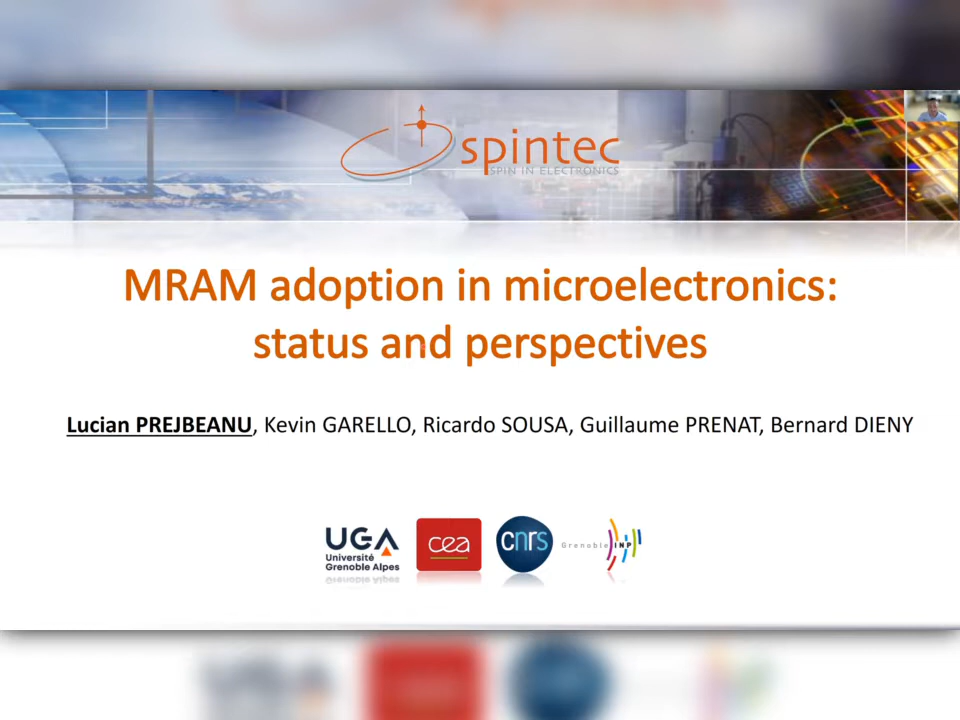 spintec
SPIN IN ELECTRONICS
MRAM adoption in microelectronics:
status and perspectives
Lucian PREJBEANU, Kevin GARELLO, Ricardo SOUSA, Guillaume PRENAT, Bernard DIENY
UGA
Université
Grenoble Alpes
cea
cnrs
Grenoble INP